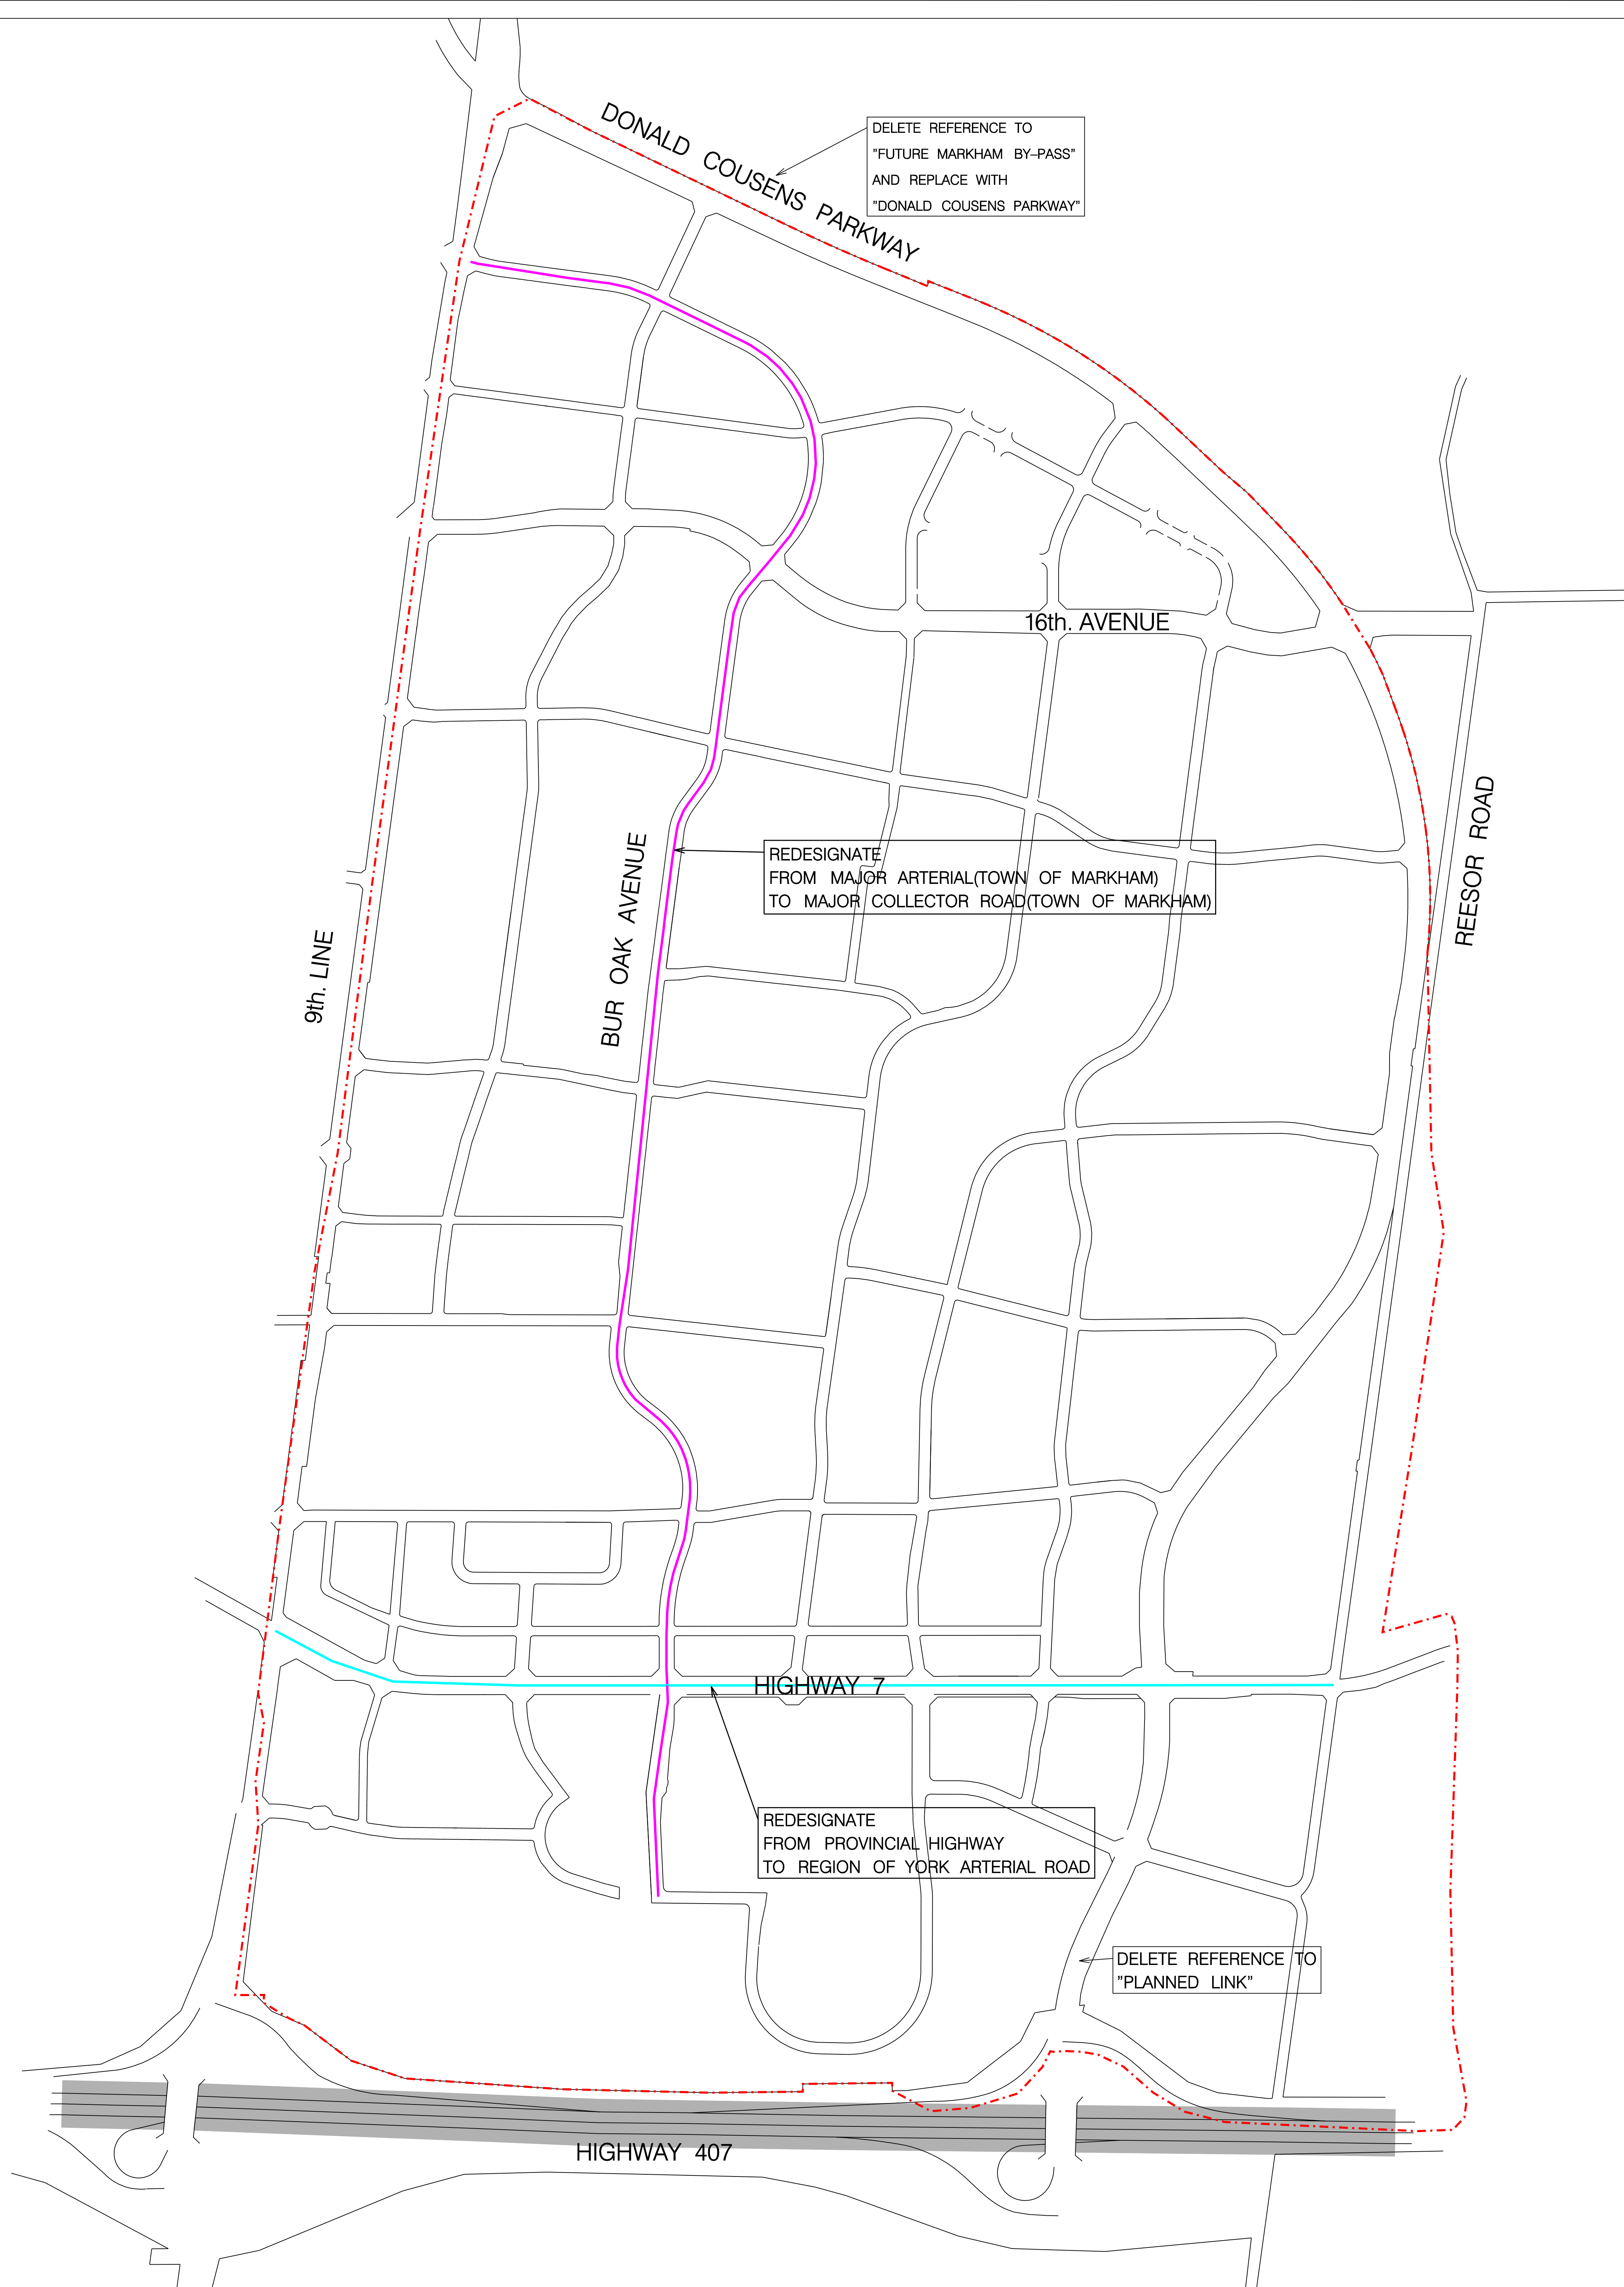 DONALD COUSENS PARKWAY
DELETE REFERENCE TO
"FUTURE MARKHAM BY-PASS"
AND REPLACE WITH
"DONALD COUSENS PARKWAY"
16th. AVENUE
REESOR ROAD
REDESIGNATE
FROM MAJOR ARTERIAL(TOWN OF MARKHAM)
TO MAJOR COLLECTOR ROAD(TOWN OF MARKHAM)
BUR OAK AVENUE
9th. LINE
HIGHWAY 7
REDESIGNATE
FROM PROVINCIAL HIGHWAY
TO REGION OF YORK ARTERIAL ROAD
DELETE REFERENCE TO
"PLANNED LINK"
HIGHWAY 407